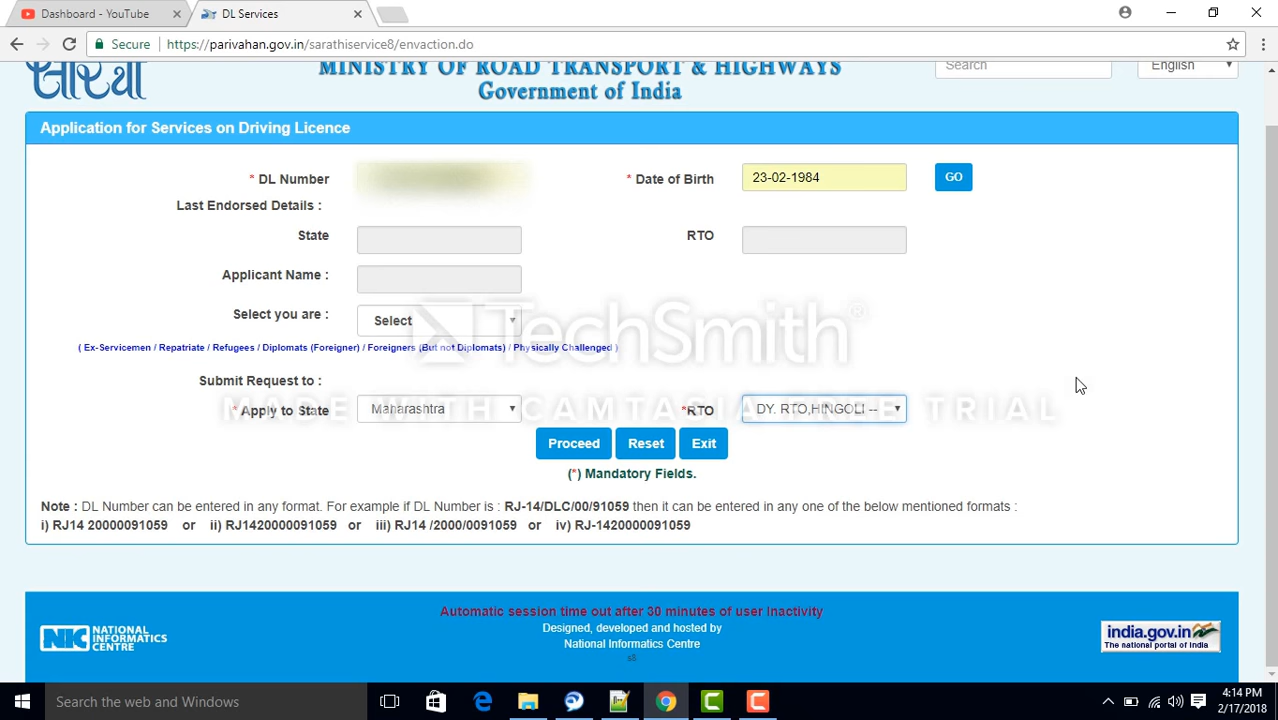 Dashboard - YouTube
DL Services
Secure https://parivahan.gov.in/sarathiservice8/envaction.do
सारथी
MINISTRY OF ROAD TRANSPORT & HIGHWAYS
Government of India
Search
English
Application for Services on Driving Licence
* DL Number
* Date of Birth 23-02-1984 GO
Last Endorsed Details :
State
RTO
Applicant Name :
Select you are : Select
TechSmith®
( Ex-Servicemen / Repatriate / Refugees / Diplomats (Foreigner) / Foreigners (But not Diplomats) / Physically Challenged )
Submit Request to :
MADE WITH CAMTASIA FREE TRIAL
* Apply to State Maharashtra *RTO DY. RTO,HINGOLI --
Proceed Reset Exit
(*) Mandatory Fields.
Note : DL Number can be entered in any format. For example if DL Number is : RJ-14/DLC/00/91059 then it can be entered in any one of the below mentioned formats :
i) RJ14 20000091059 or ii) RJ1420000091059 or iii) RJ14 /2000/0091059 or iv) RJ-1420000091059
Automatic session time out after 30 minutes of user Inactivity
Designed, developed and hosted by
National Informatics Centre
s8
NIC NATIONAL INFORMATICS CENTRE
india.gov.in
The national portal of India
Search the web and Windows
4:14 PM
2/17/2018